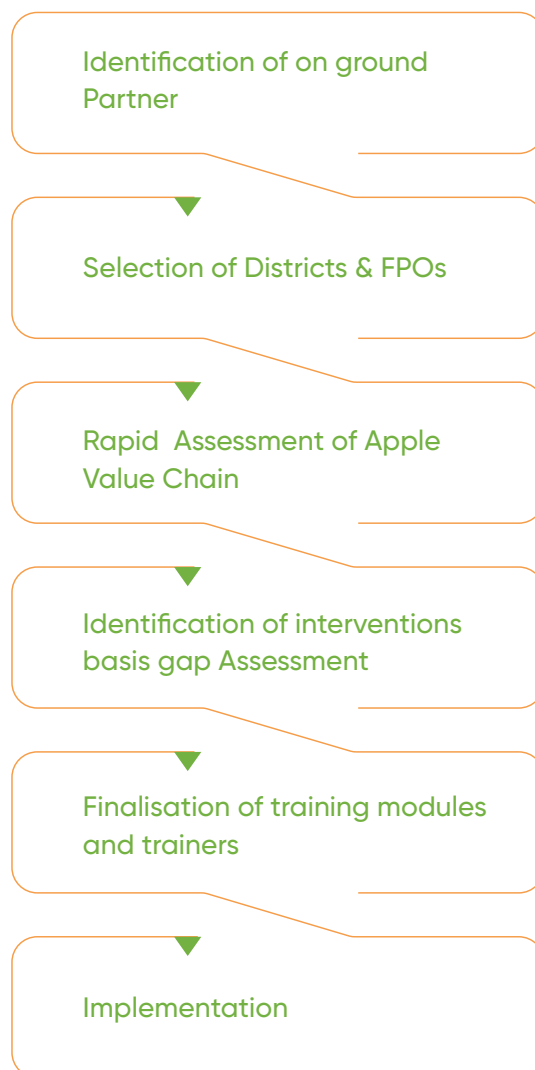 Identification of on ground
Partner
Selection of Districts & FPOs
Rapid  Assessment of Apple
Value Chain
Identification of interventions
basis gap Assessment
Finalisation of training modules
and trainers
Implementation